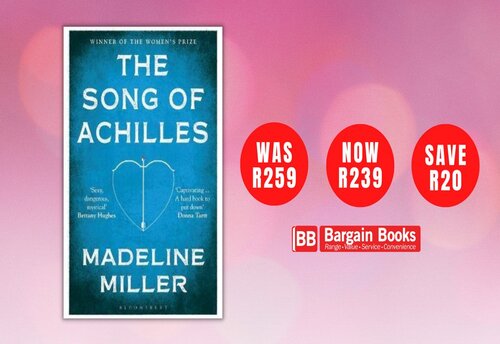 WINNER OF THE WOMEN'S PRIZE
THE
SONG OF
ACHILLES
'Sexy,
dangerous,
mystical'
Bettany Hughes
'Captivating ...
A hard book to
put down'
Donna Tartt
MADELINE
MILLER
BLOOMSBURY
WAS
R259
NOW
R239
SAVE
R20
BB Bargain Books
Range•Value•Service•Convenience